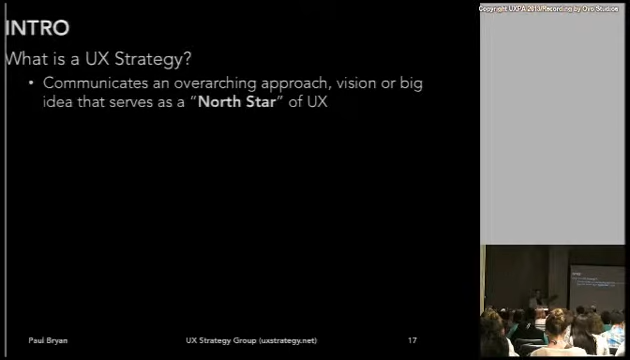 INTRO
What is a UX Strategy?
• Communicates an overarching approach, vision or big
idea that serves as a “North Star” of UX
Paul Bryan
UX Strategy Group (uxstrategy.net)
17
Copyright UXPA 2013/Recording by Oyo Studios